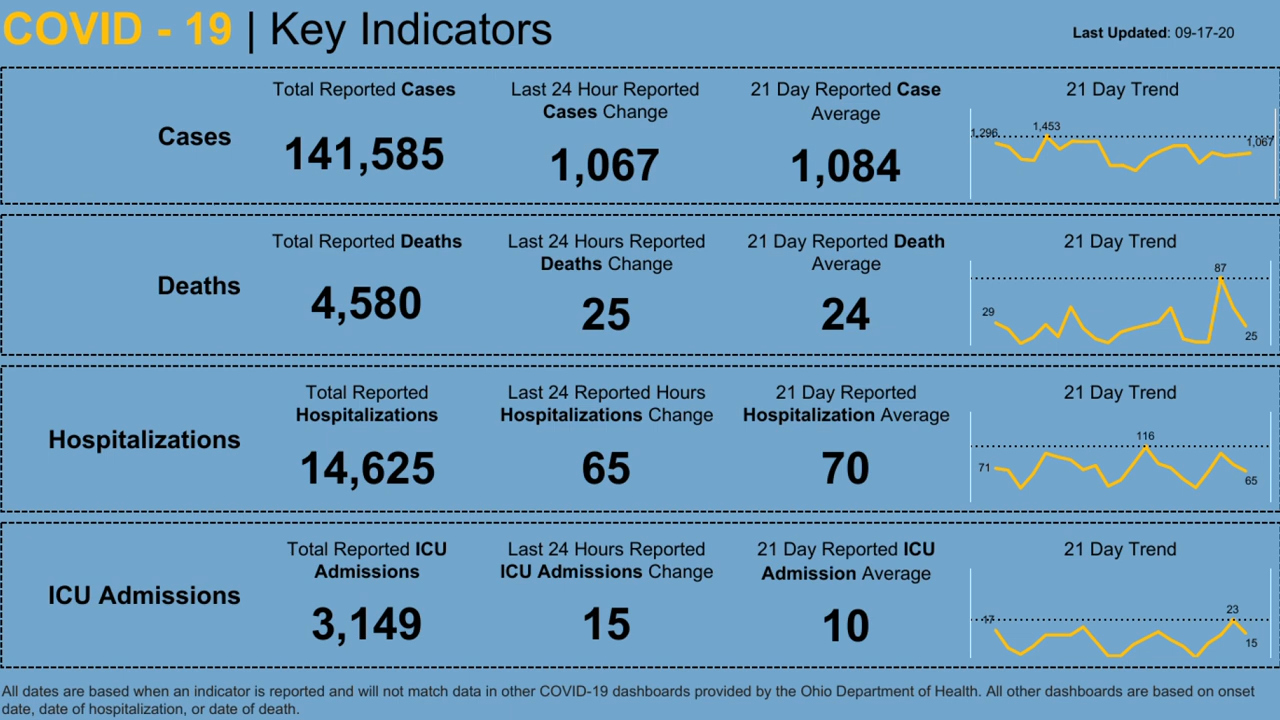 COVID - 19 | Key Indicators
Last Updated: 09-17-20
Cases
Total Reported Cases
141,585
Last 24 Hour Reported
Cases Change
1,067
21 Day Reported Case
Average
1,084
21 Day Trend
1,296
1,453
1,067
Deaths
Total Reported Deaths
4,580
Last 24 Hours Reported
Deaths Change
25
21 Day Reported Death
Average
24
21 Day Trend
29
87
25
Hospitalizations
Total Reported
Hospitalizations
14,625
Last 24 Reported Hours
Hospitalizations Change
65
21 Day Reported
Hospitalization Average
70
21 Day Trend
71
116
65
ICU Admissions
Total Reported ICU
Admissions
3,149
Last 24 Hours Reported
ICU Admissions Change
15
21 Day Reported ICU
Admission Average
10
21 Day Trend
17
23
15
All dates are based when an indicator is reported and will not match data in other COVID-19 dashboards provided by the Ohio Department of Health. All other dashboards are based on onset
date, date of hospitalization, or date of death.